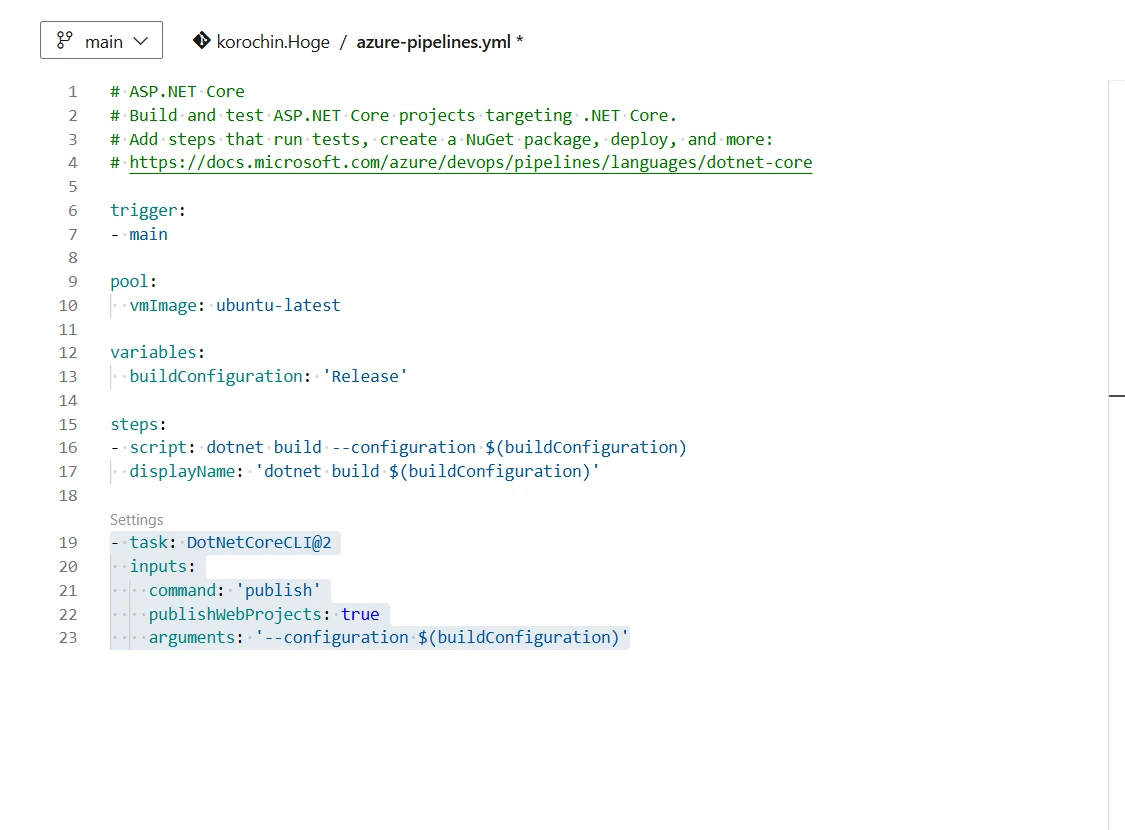 main korochin.Hoge / azure-pipelines.yml *
1 # ASP.NET Core
2 # Build and test ASP.NET Core projects targeting .NET Core.
3 # Add steps that run tests, create a NuGet package, deploy, and more:
4 # https://docs.microsoft.com/azure/devops/pipelines/languages/dotnet-core
5
6 trigger:
7 - main
8
9 pool:
10   vmImage: ubuntu-latest
11
12 variables:
13   buildConfiguration: 'Release'
14
15 steps:
16 - script: dotnet build --configuration $(buildConfiguration)
17   displayName: 'dotnet build $(buildConfiguration)'
18
Settings
19 - task: DotNetCoreCLI@2
20   inputs:
21     command: 'publish'
22     publishWebProjects: true
23     arguments: '--configuration $(buildConfiguration)'